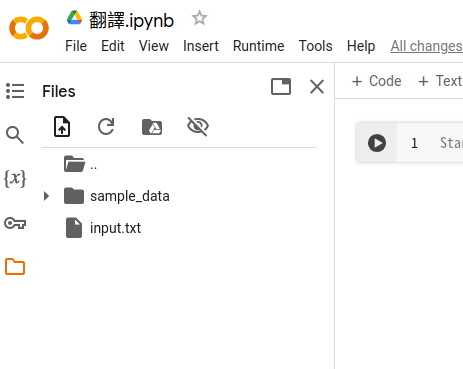 翻譯.ipynb
File Edit View Insert Runtime Tools Help All changes
Files
+ Code + Text
1 Star
..
{x}
sample_data
input.txt